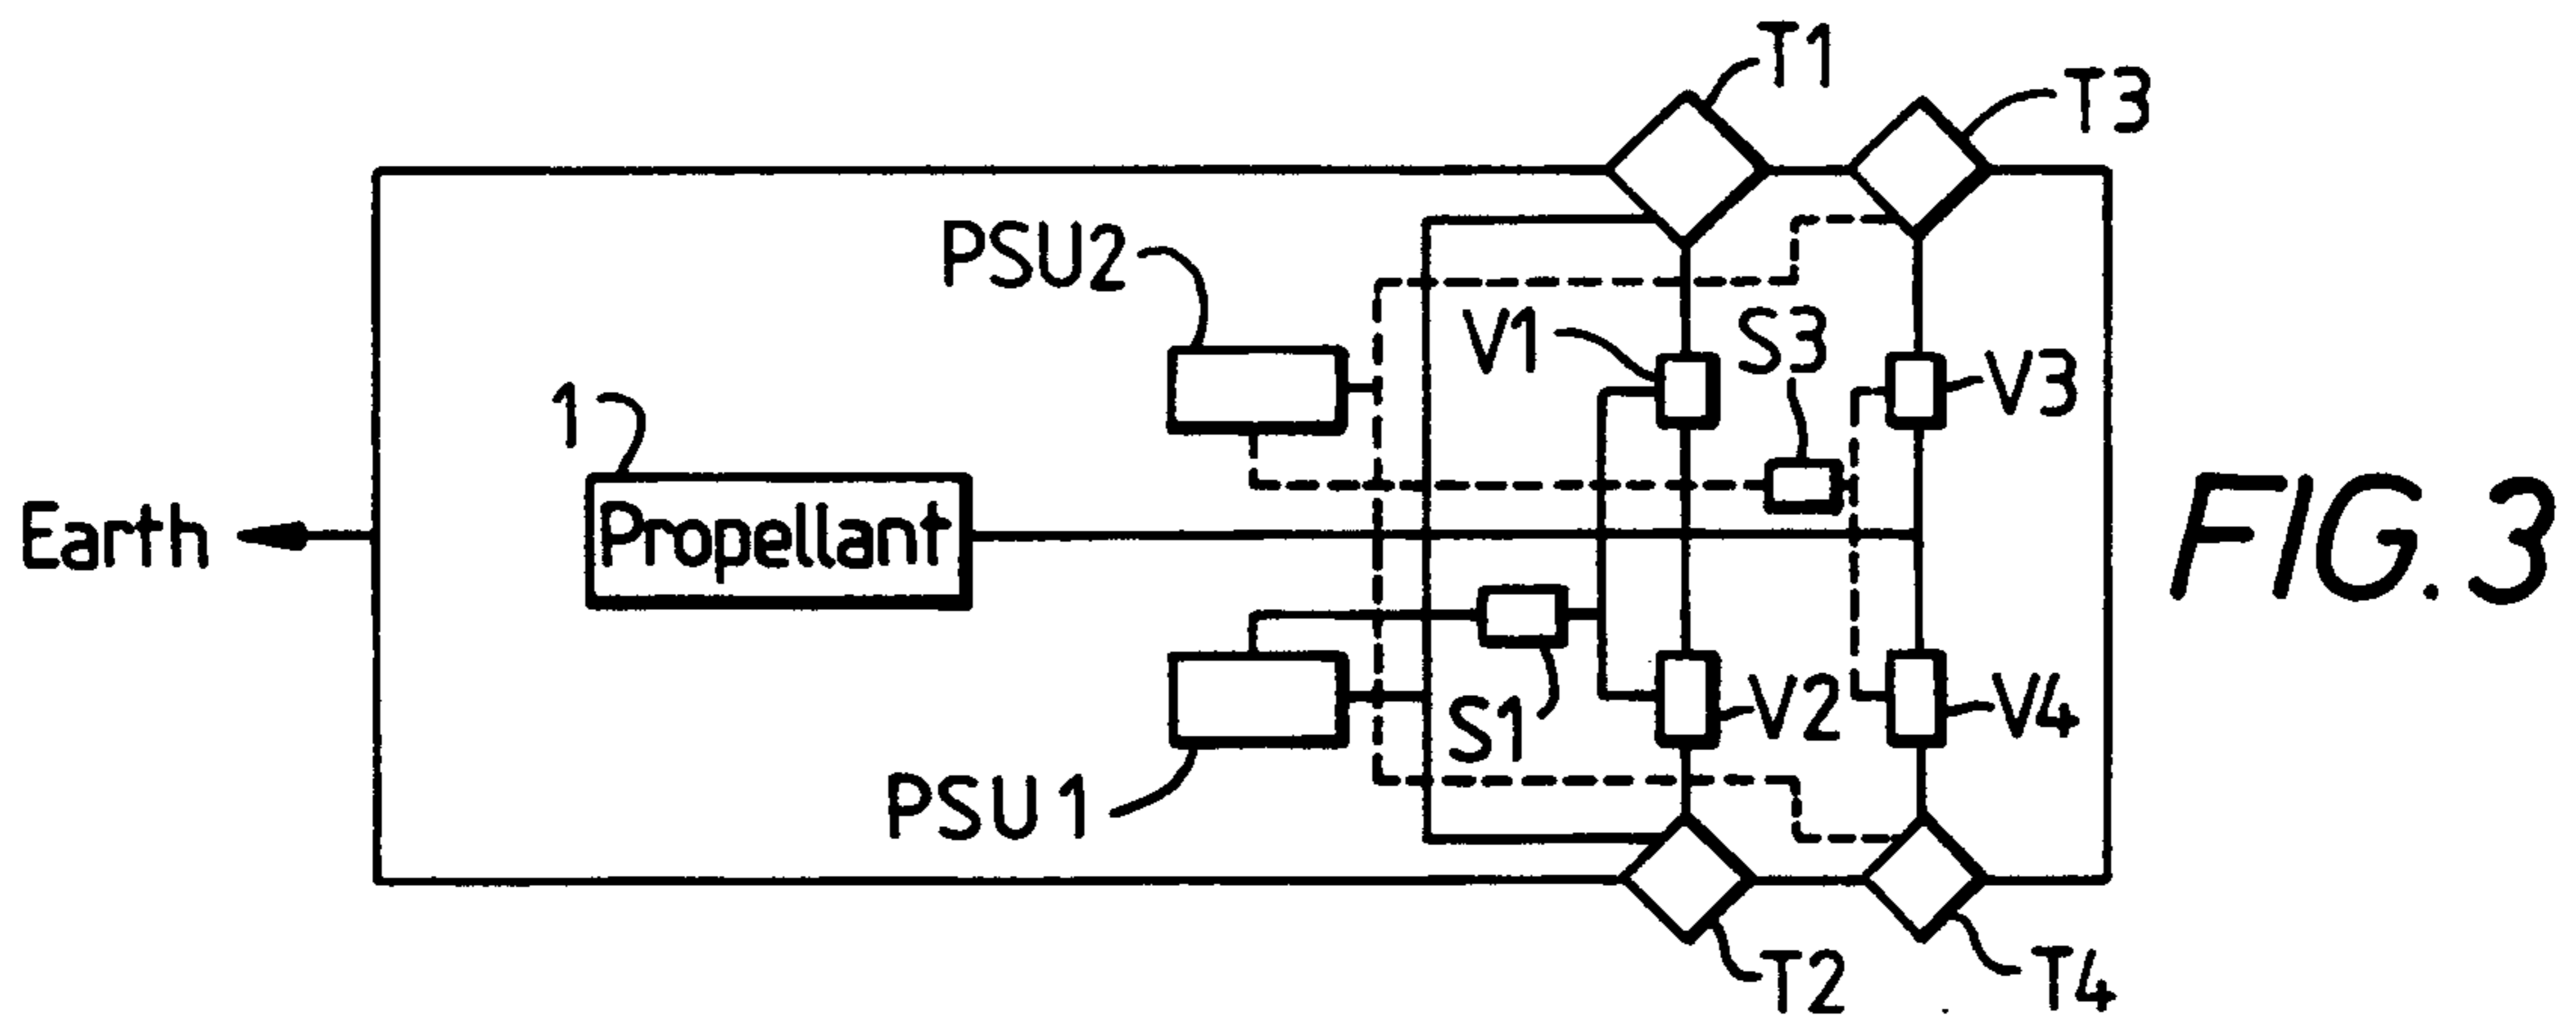 T1
T3
PSU2
V1
S3
V3
1
Propellant
Earth
FIG. 3
S1
V2
V4
PSU1
T2
T4